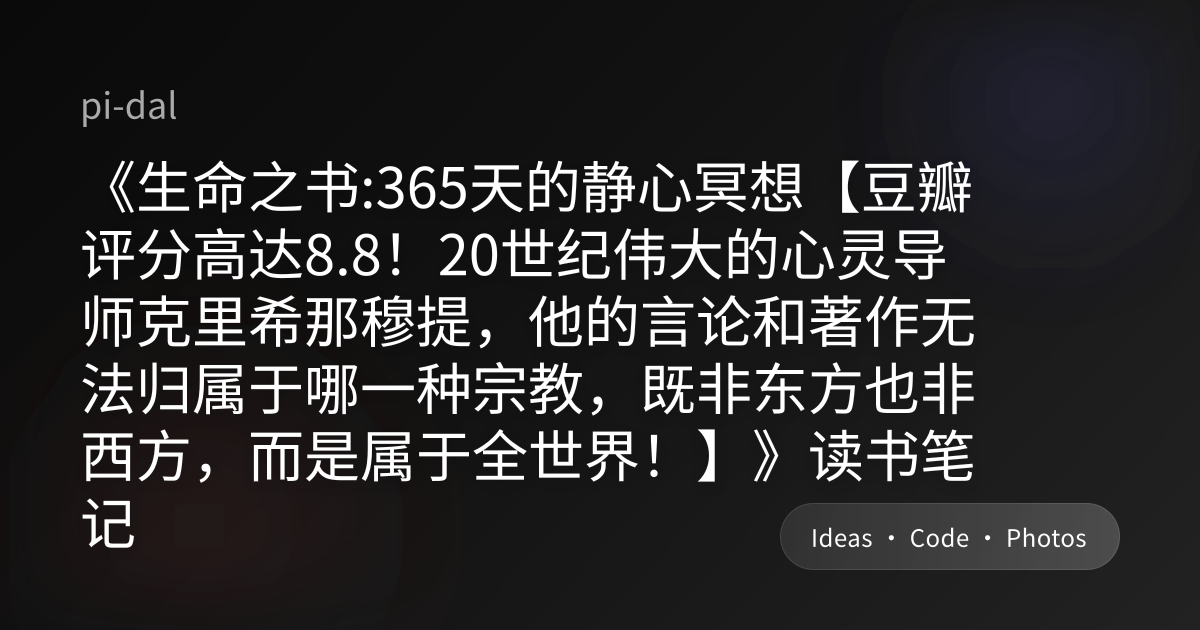 pi-dal
《生命之书:365天的静心冥想【豆瓣
评分高达8.8！20世纪伟大的心灵导
师克里希那穆提，他的言论和著作无
法归属于哪一种宗教，既非东方也非
西方，而是属于全世界！】》读书笔
记
Ideas • Code • Photos